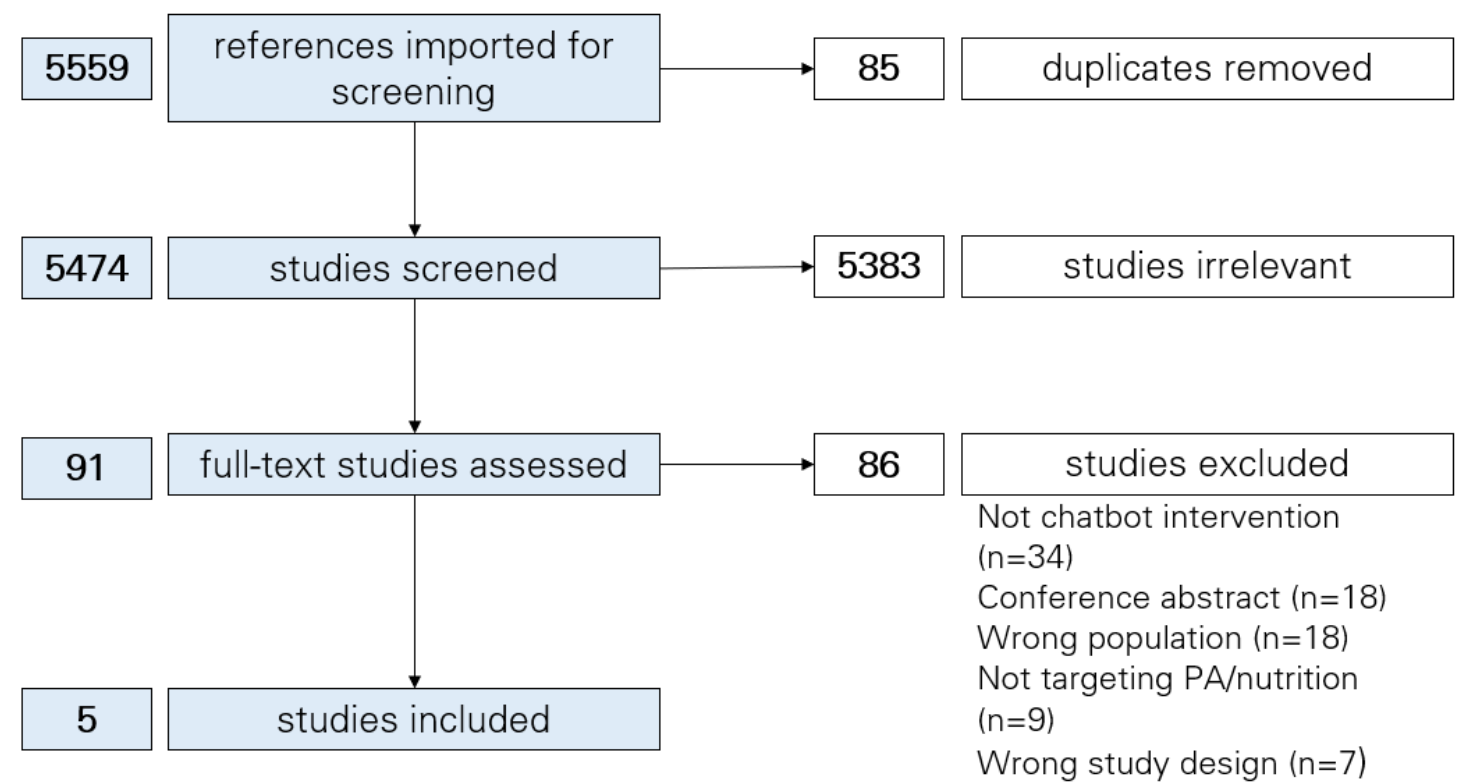 5559
references imported for
screening
85
duplicates removed
5474
studies screened
5383
studies irrelevant
91
full-text studies assessed
86
studies excluded
Not chatbot intervention
(n=34)
Conference abstract (n=18)
Wrong population (n=18)
Not targeting PA/nutrition
(n=9)
Wrong study design (n=7)
5
studies included